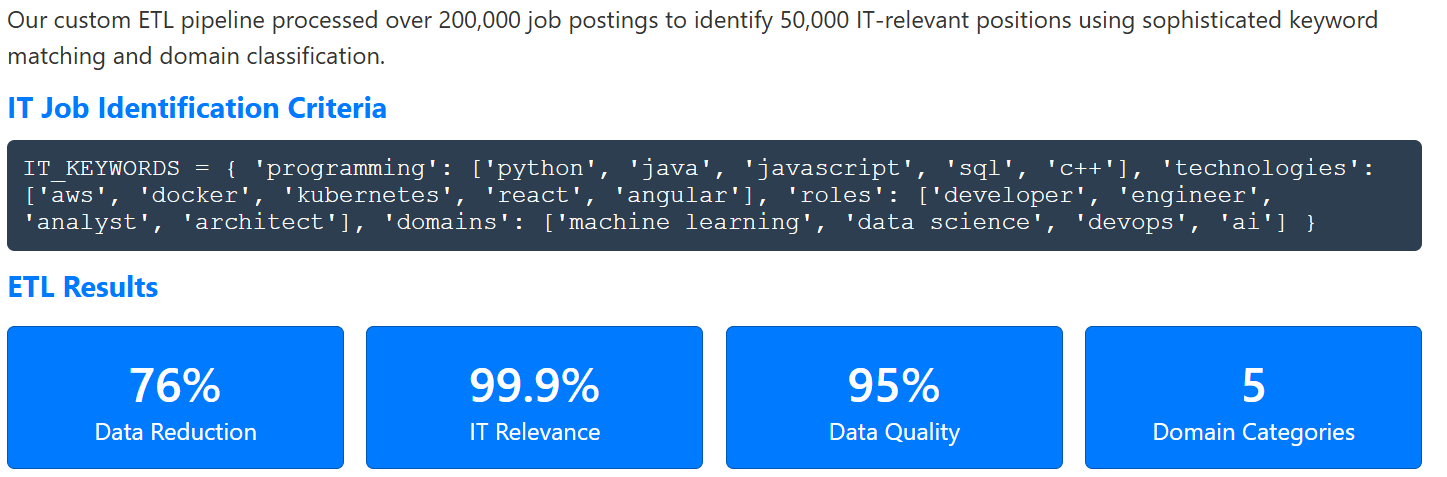 Our custom ETL pipeline processed over 200,000 job postings to identify 50,000 IT-relevant positions using sophisticated keyword
matching and domain classification.
IT Job Identification Criteria
IT_KEYWORDS = { 'programming': ['python', 'java', 'javascript', 'sql', 'c++'], 'technologies':
['aws', 'docker', 'kubernetes', 'react', 'angular'], 'roles': ['developer', 'engineer',
'analyst', 'architect'], 'domains': ['machine learning', 'data science', 'devops', 'ai'] }
ETL Results
76%
Data Reduction
99.9%
IT Relevance
95%
Data Quality
5
Domain Categories